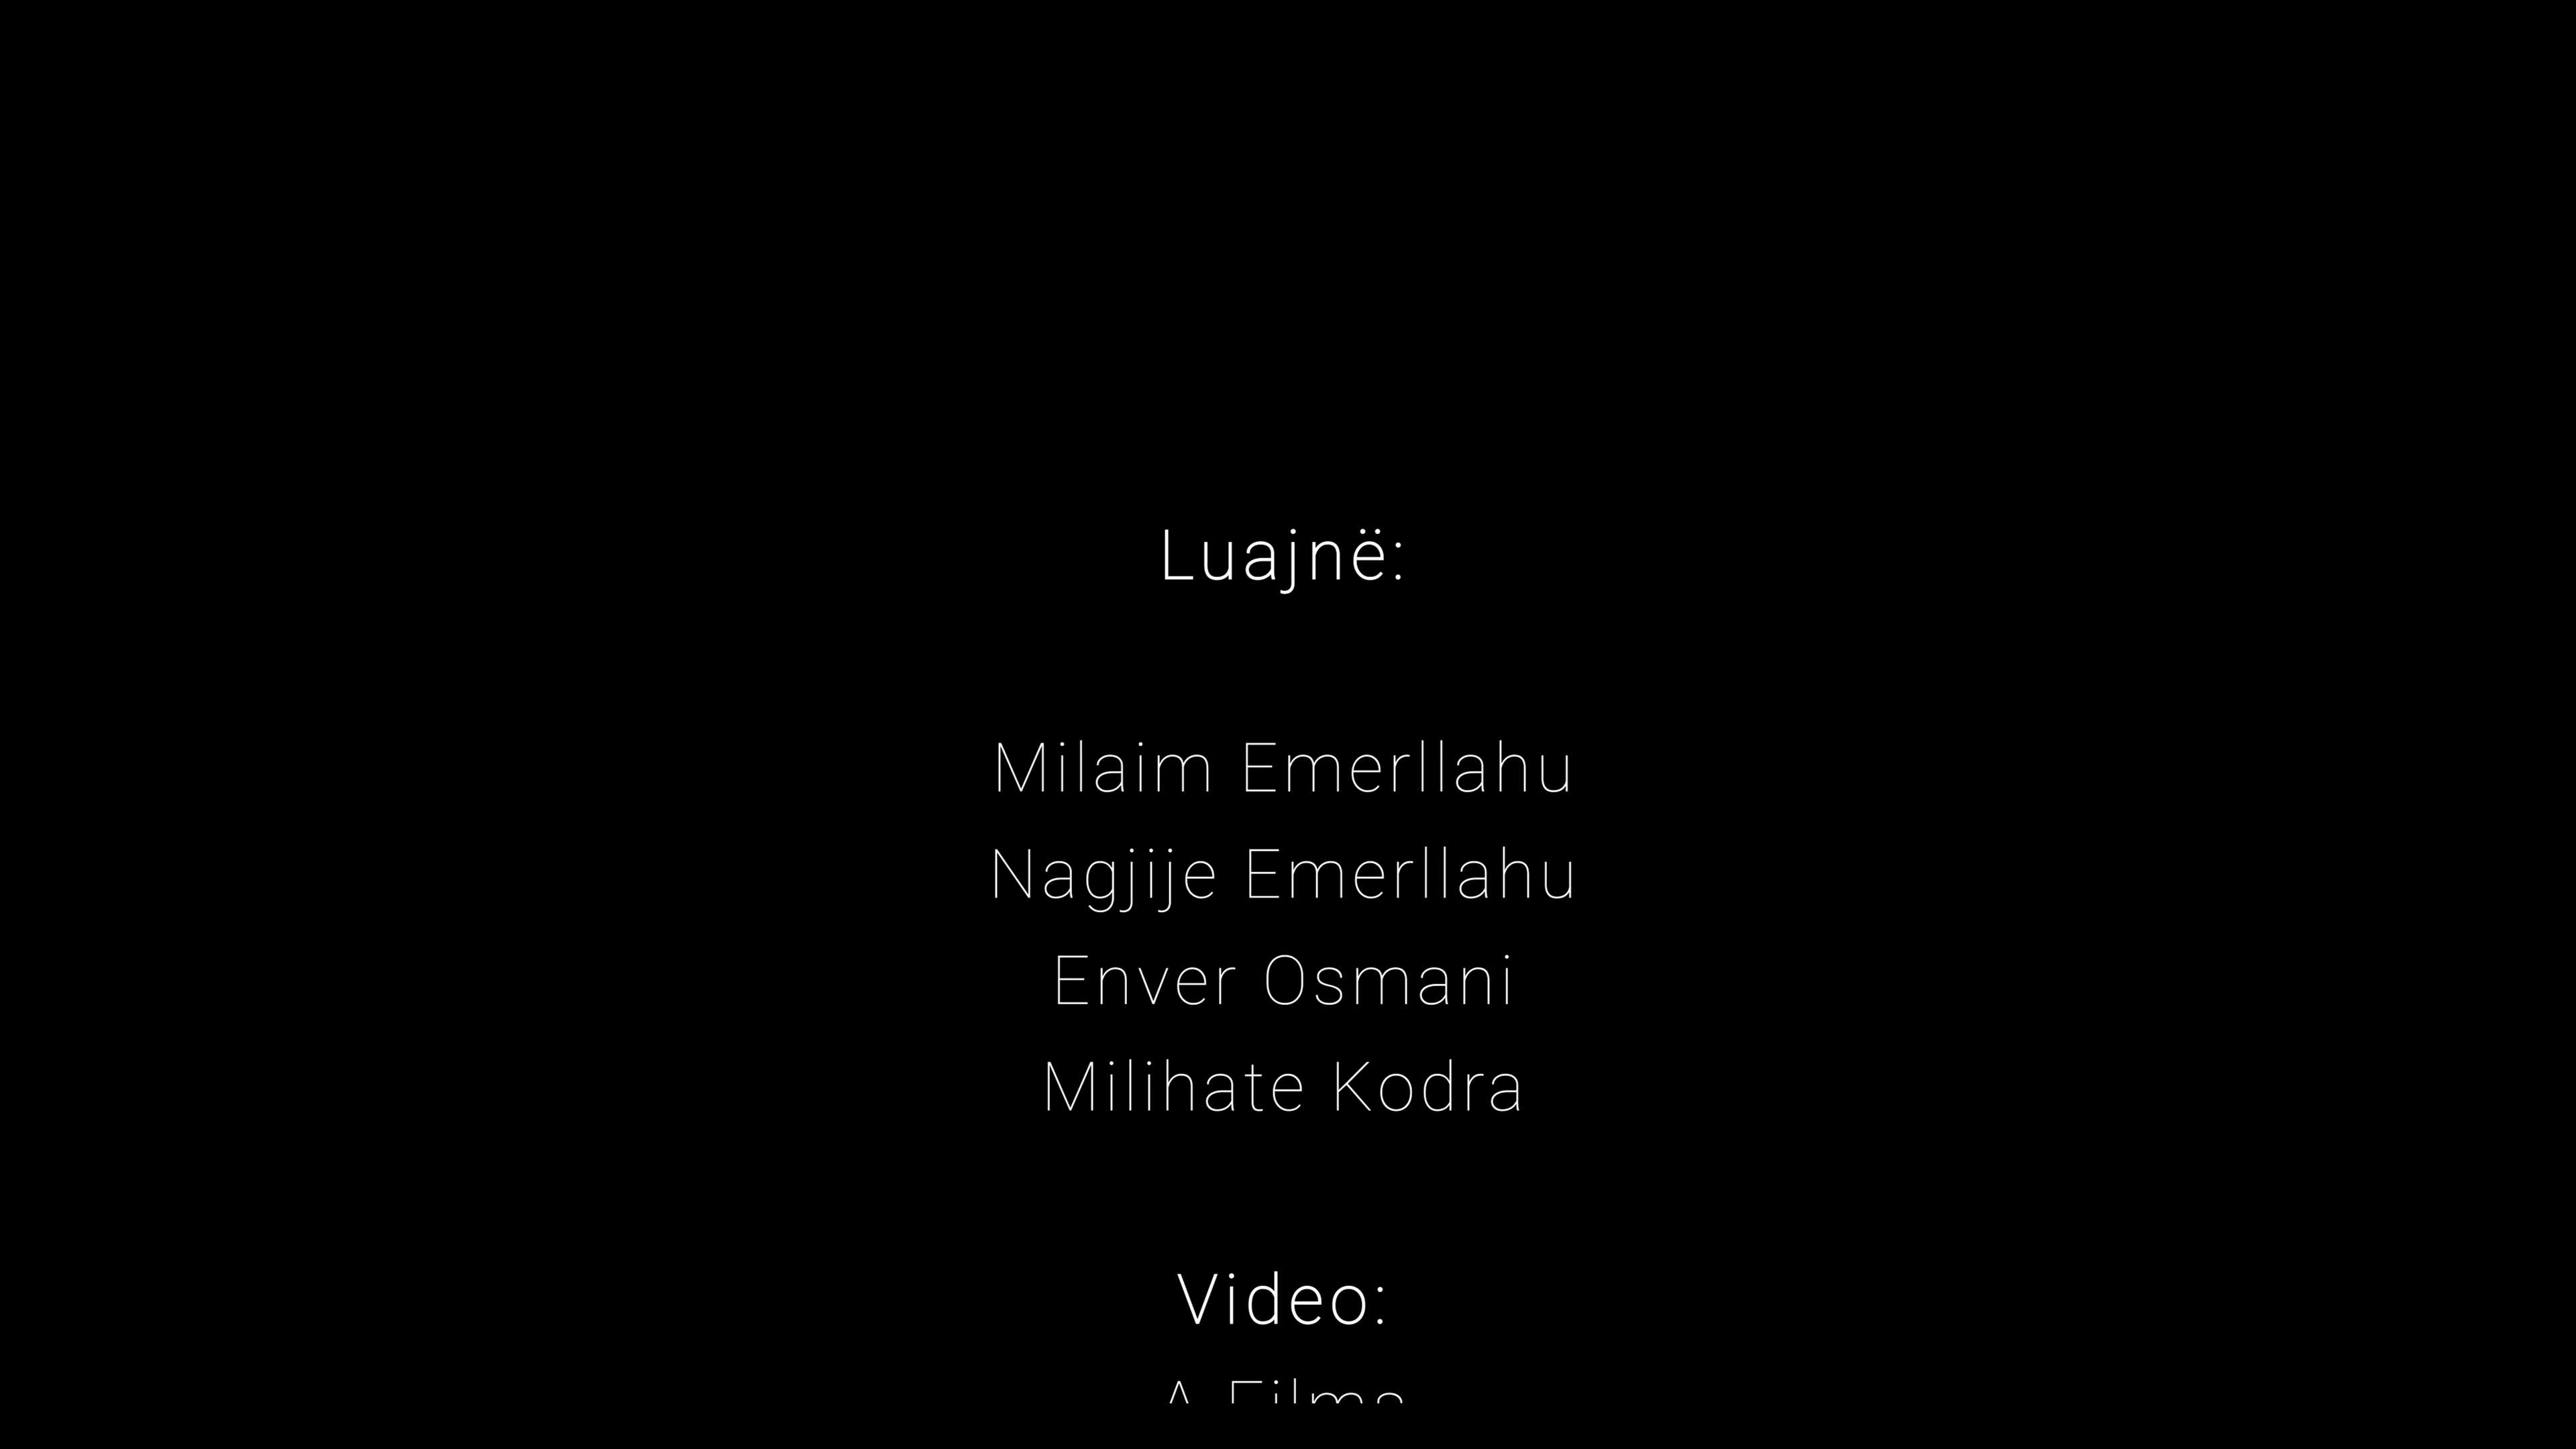 Luajnë:
Milaim Emerllahu
Nagjije Emerllahu
Enver Osmani
Milihate Kodra
Video: